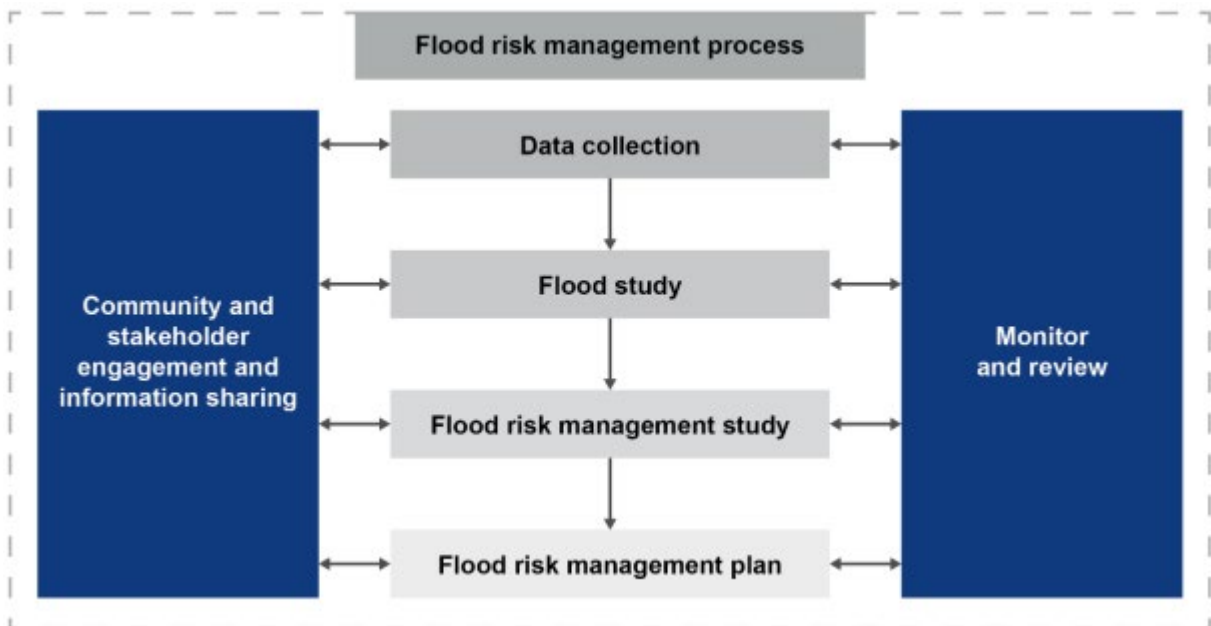 Flood risk management process
Data collection
Flood study
Community and
stakeholder
engagement and
information sharing
Monitor
and review
Flood risk management study
Flood risk management plan